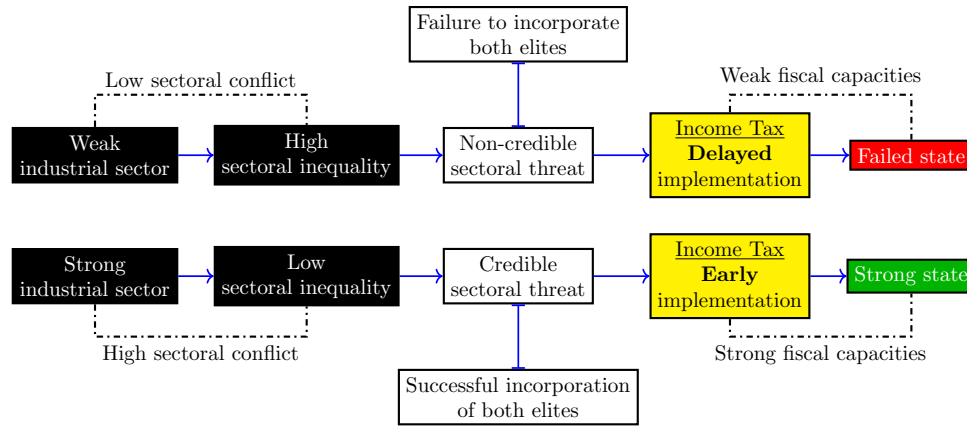 Failure to incorporate
both elites
Low sectoral conflict
Weak fiscal capacities
Weak
industrial sector
High
sectoral inequality
Non-credible
sectoral threat
Income Tax
Delayed
implementation
Failed state
Strong
industrial sector
Low
sectoral inequality
Credible
sectoral threat
Income Tax
Early
implementation
Strong state
High sectoral conflict
Strong fiscal capacities
Successful incorporation
of both elites